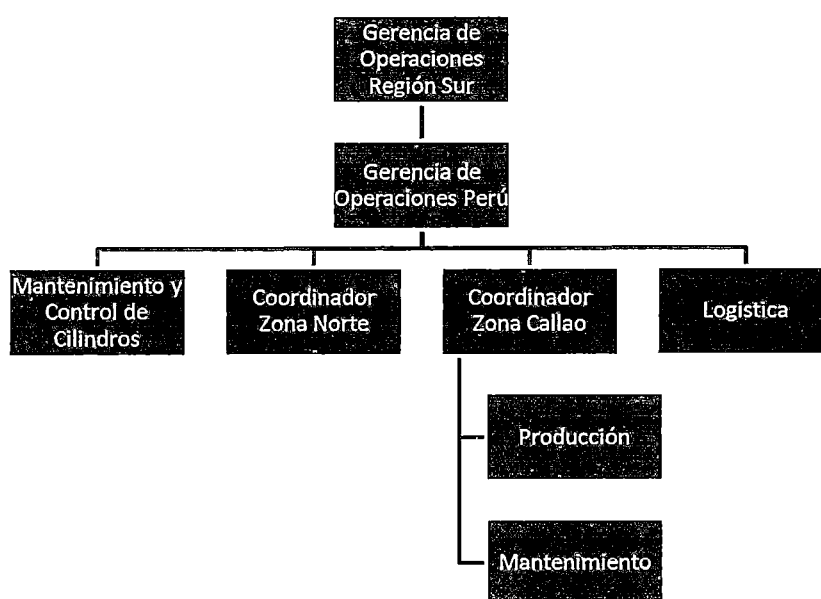 Gerencia de
Operaciones
Región Sur
Gerencia de
Operaciones Perú
Mantenimiento y
Control de
Cilindros
Coordinador
Zona Norte
Coordinador
Zona Callao
Logística
Producción
Mantenimiento